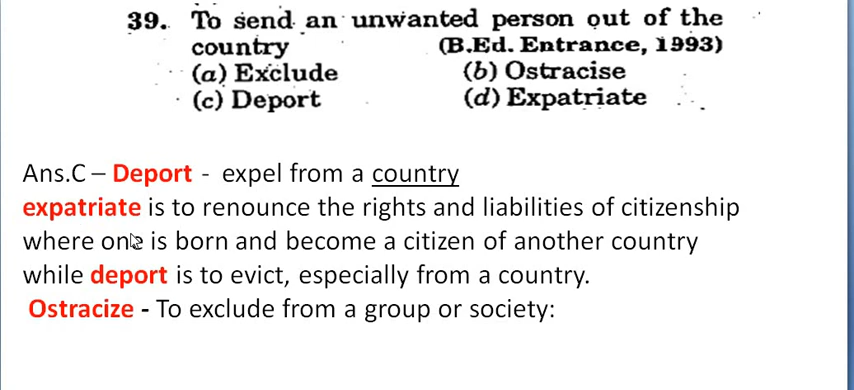 39. To send an unwanted person out of the
country (B.Ed. Entrance, 1993)
(a) Exclude (b) Ostracise
(c) Deport (d) Expatriate
Ans.C – Deport - expel from a country
expatriate is to renounce the rights and liabilities of citizenship
where one is born and become a citizen of another country
while deport is to evict, especially from a country.
Ostracize - To exclude from a group or society: